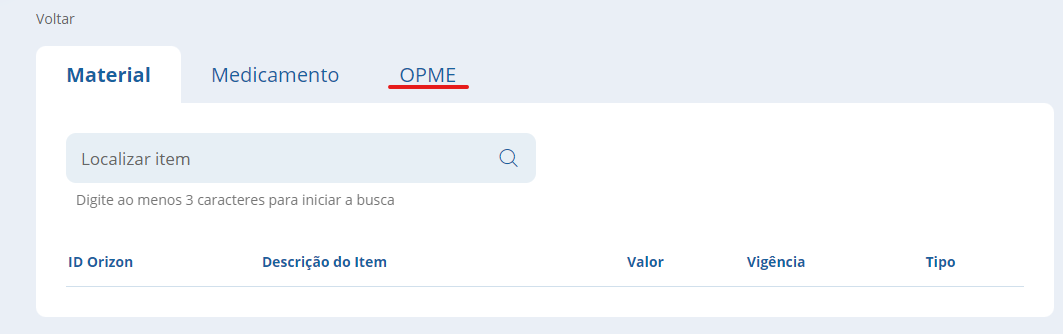 Voltar
Material Medicamento OPME
Localizar item
Digite ao menos 3 caracteres para iniciar a busca
ID Orizon Descrição do Item Valor Vigência Tipo